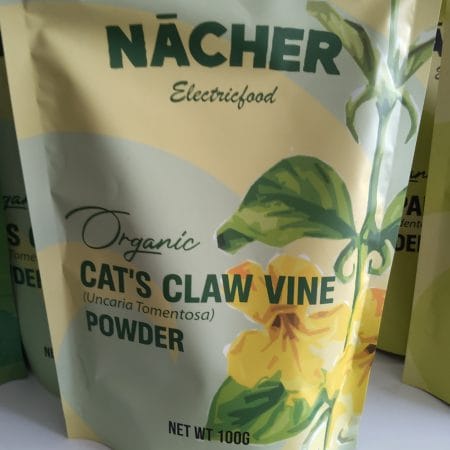 NĀCHER
Electricfood
Organic
CAT'S CLAW VINE
(Uncaria Tomentosa)
POWDER
NET WT 100G